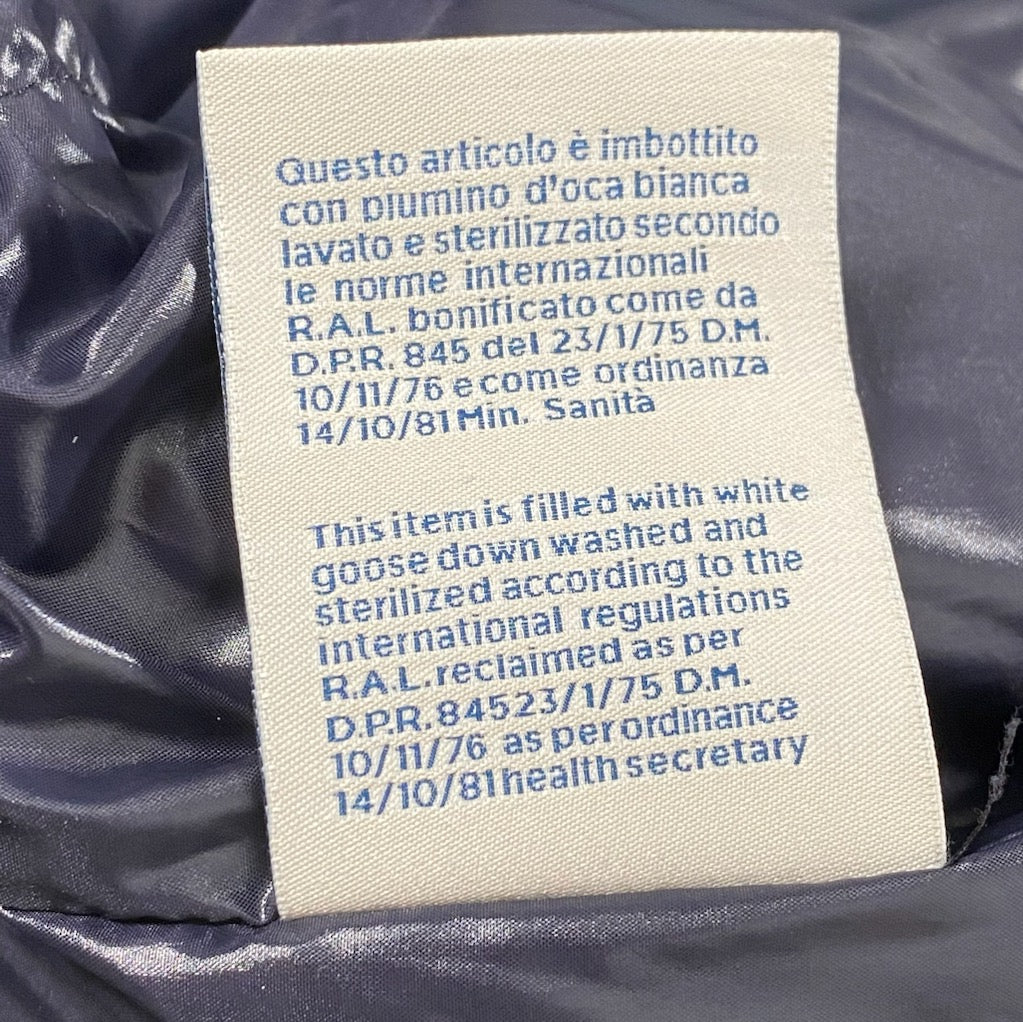 Questo articolo è imbottito
con piumino d'oca bianca
lavato e sterilizzato secondo
le norme internazionali
R.A.L. bonificato come da
D.P.R. 845 del 23/1/75 D.M.
10/11/76 e come ordinanza
14/10/81 Min. Sanità
This item is filled with white
goose down washed and
sterilized according to the
international regulations
R.A.L. reclaimed as per
D.P.R. 845 23/1/75 D.M.
10/11/76 as per ordinance
14/10/81 health secretary